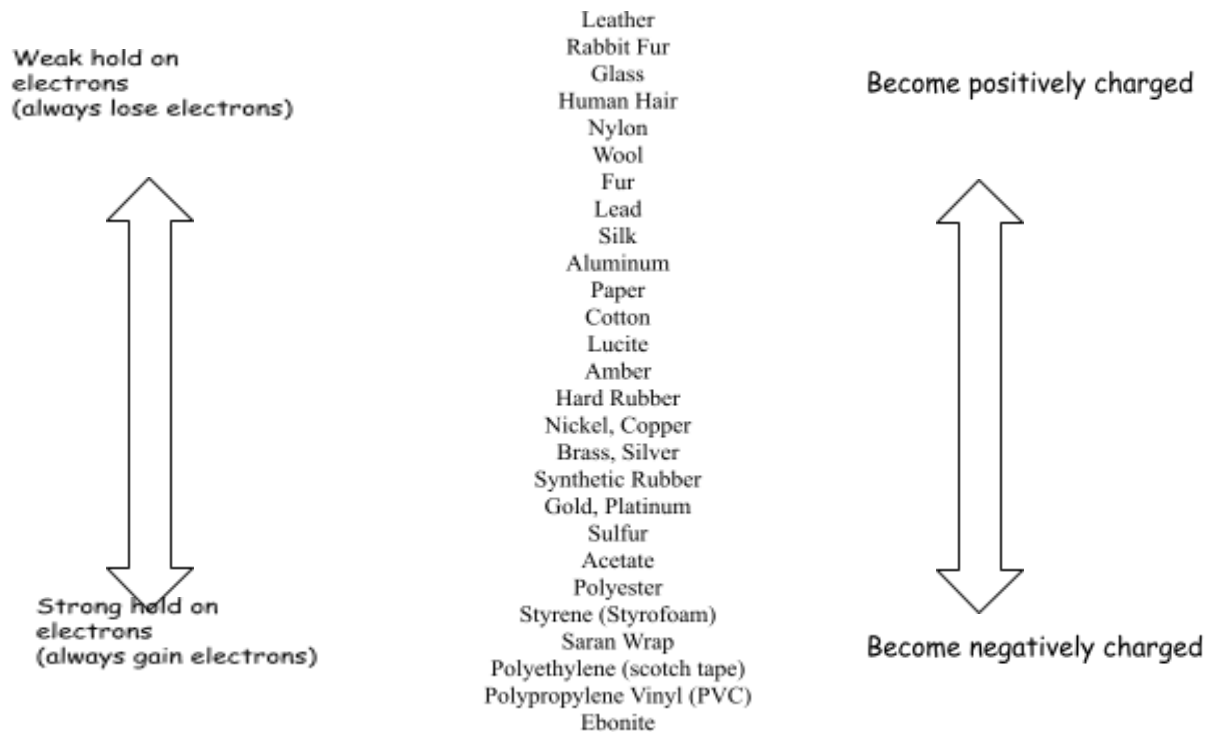 Weak hold on
electrons
(always lose electrons)
Leather
Rabbit Fur
Glass
Human Hair
Nylon
Wool
Fur
Lead
Silk
Aluminum
Paper
Cotton
Lucite
Amber
Hard Rubber
Nickel, Copper
Brass, Silver
Synthetic Rubber
Gold, Platinum
Sulfur
Acetate
Polyester
Styrene (Styrofoam)
Saran Wrap
Polyethylene (scotch tape)
Polypropylene Vinyl (PVC)
Ebonite
Become positively charged
Strong hold on
electrons
(always gain electrons)
Become negatively charged